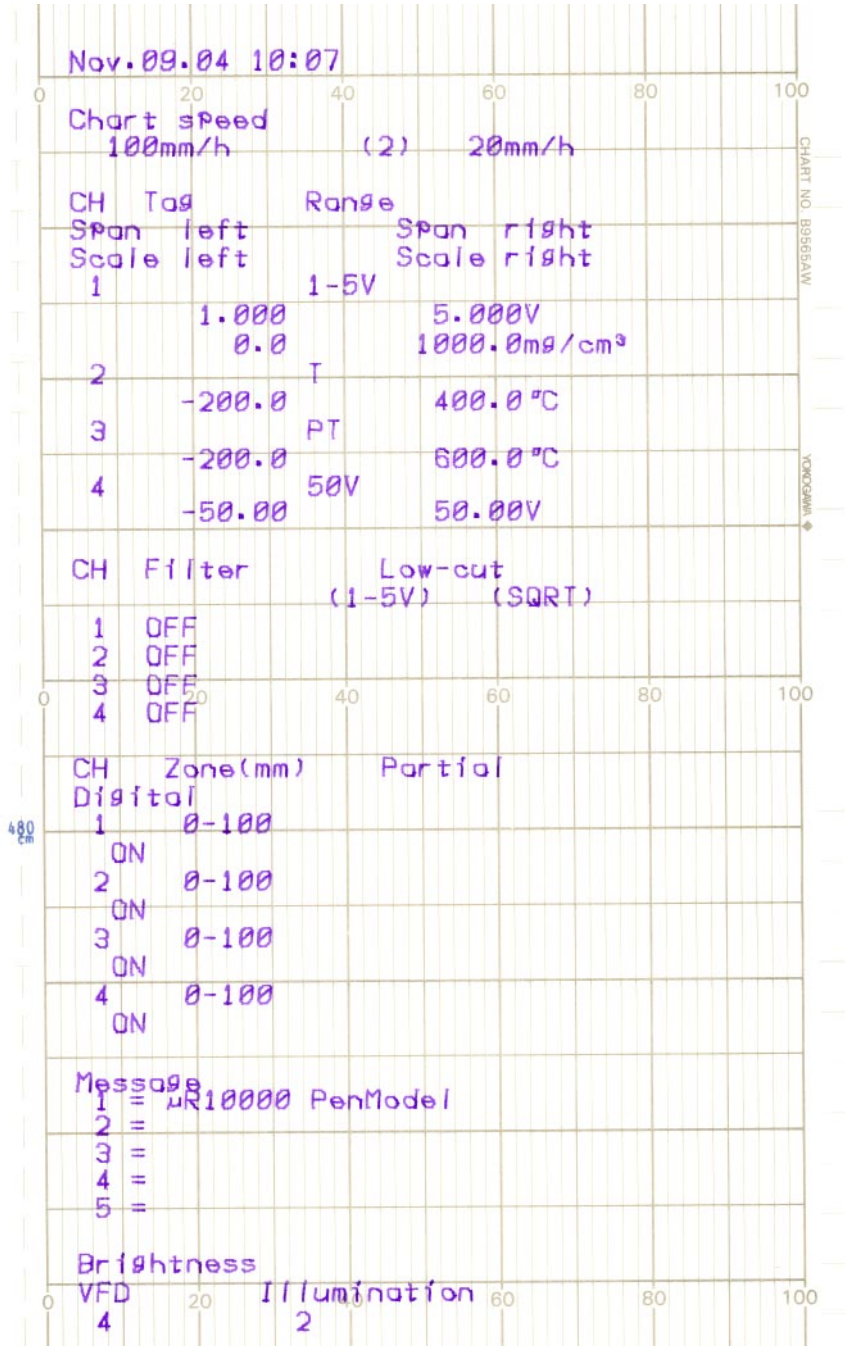 Nov.09.04 10:07
0 20 40 60 80 100
Chart speed
100mm/h (2) 20mm/h
CHART NO. B9565AW
CH Tag Range
Span left Span right
Scale left Scale right
1 1-5V
1.000 5.000V
0.0 1000.0mg/cm³
2 T
-200.0 400.0°C
3 PT
-200.0 600.0°C
4 50V
-50.00 50.00V
YOKOGAWA
CH Filter Low-cut
(1-5V) (SQRT)
1 OFF
2 OFF
3 OFF
0 20 40 60 80 100
4 OFF
CH Zone(mm) Partial
Digital
480 cm
1 0-100
ON
2 0-100
ON
3 0-100
ON
4 0-100
ON
Message
1 = µR10000 PenModel
2 =
3 =
4 =
5 =
Brightness
VFD Illumination
0 20 40 60 80 100
4 2